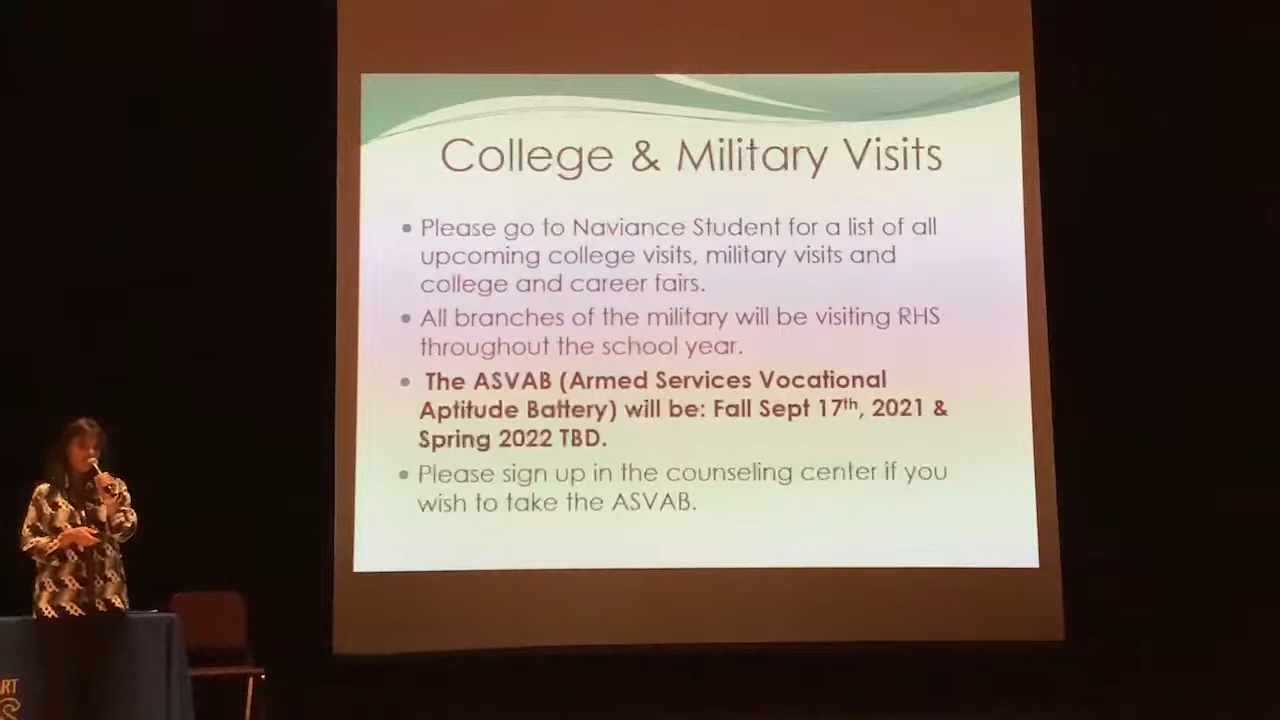 College & Military Visits
• Please go to Naviance Student for a list of all
upcoming college visits, military visits and
college and career fairs.
• All branches of the military will be visiting RHS
throughout the school year.
• The ASVAB (Armed Services Vocational
Aptitude Battery) will be: Fall Sept 17th, 2021 &
Spring 2022 TBD.
• Please sign up in the counseling center if you
wish to take the ASVAB.
RT